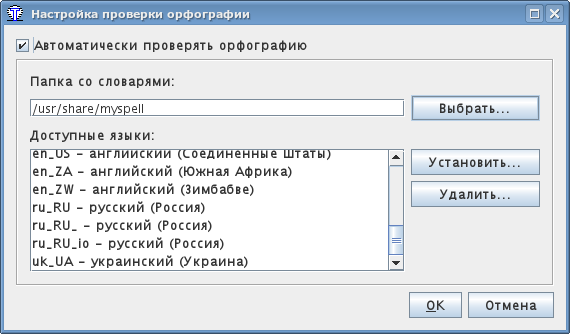 Настройка проверки орфографии
Автоматически проверять орфографию
Папка со словарями:
/usr/share/myspell
Выбрать...
Доступные языки:
en_US – английский (Соединенные Штаты)
en_ZA – английский (Южная Африка)
en_ZW – английский (Зимбабве)
ru_RU – русский (Россия)
ru_RU_ – русский (Россия)
ru_RU_io – русский (Россия)
uk_UA – украинский (Украина)
Установить...
Удалить...
OK
Отмена